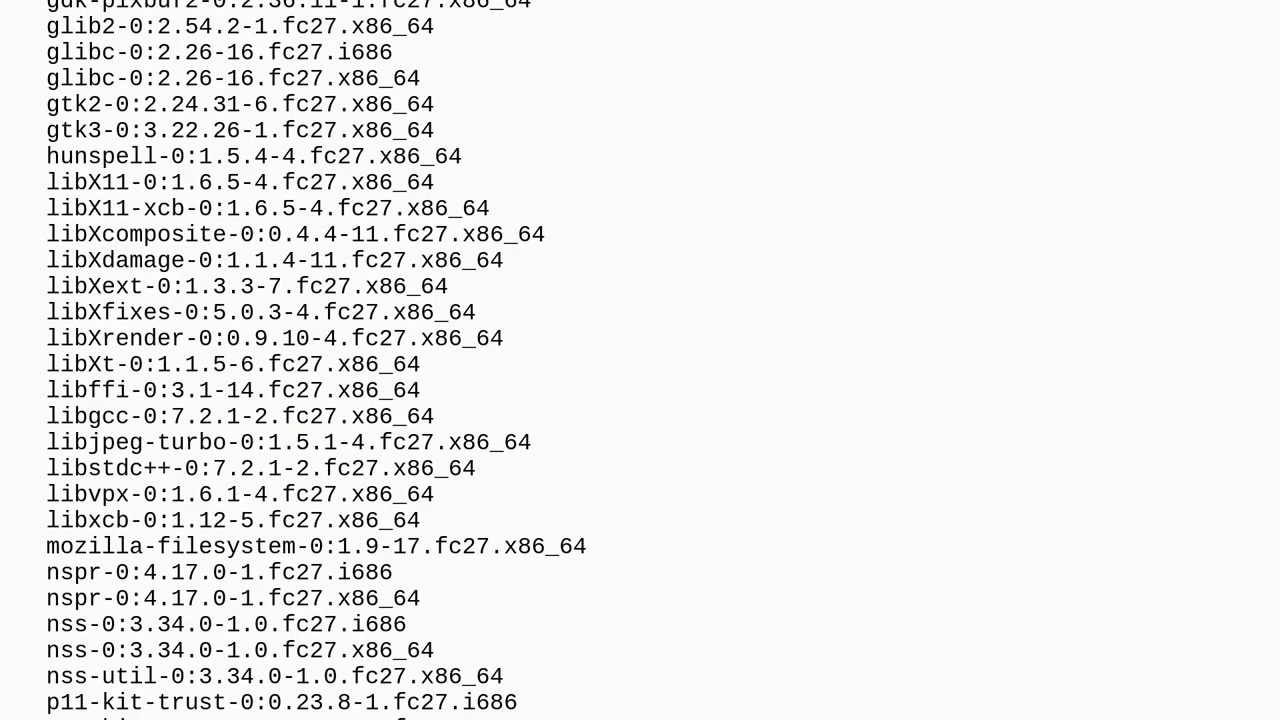 gdk-pixbuf2-0:2.36.11-1.fc27.x86_64
glib2-0:2.54.2-1.fc27.x86_64
glibc-0:2.26-16.fc27.i686
glibc-0:2.26-16.fc27.x86_64
gtk2-0:2.24.31-6.fc27.x86_64
gtk3-0:3.22.26-1.fc27.x86_64
hunspell-0:1.5.4-4.fc27.x86_64
libX11-0:1.6.5-4.fc27.x86_64
libX11-xcb-0:1.6.5-4.fc27.x86_64
libXcomposite-0:0.4.4-11.fc27.x86_64
libXdamage-0:1.1.4-11.fc27.x86_64
libXext-0:1.3.3-7.fc27.x86_64
libXfixes-0:5.0.3-4.fc27.x86_64
libXrender-0:0.9.10-4.fc27.x86_64
libXt-0:1.1.5-6.fc27.x86_64
libffi-0:3.1-14.fc27.x86_64
libgcc-0:7.2.1-2.fc27.x86_64
libjpeg-turbo-0:1.5.1-4.fc27.x86_64
libstdc++-0:7.2.1-2.fc27.x86_64
libvpx-0:1.6.1-4.fc27.x86_64
libxcb-0:1.12-5.fc27.x86_64
mozilla-filesystem-0:1.9-17.fc27.x86_64
nspr-0:4.17.0-1.fc27.i686
nspr-0:4.17.0-1.fc27.x86_64
nss-0:3.34.0-1.0.fc27.i686
nss-0:3.34.0-1.0.fc27.x86_64
nss-util-0:3.34.0-1.0.fc27.x86_64
p11-kit-trust-0:0.23.8-1.fc27.i686